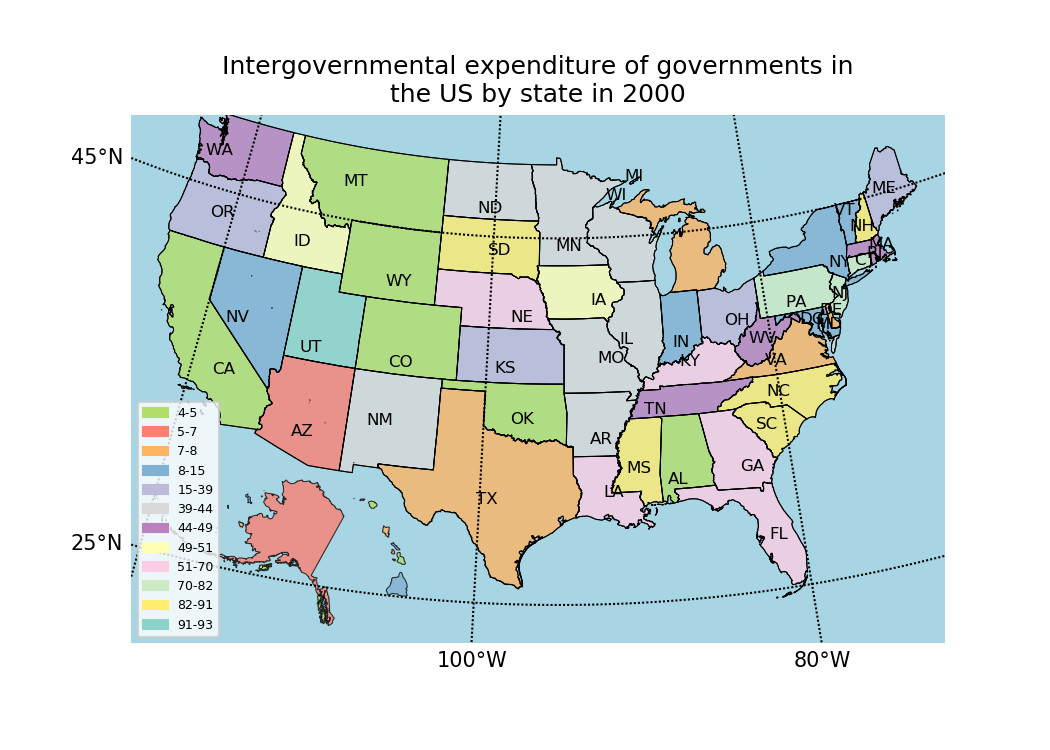 Intergovernmental expenditure of governments in
the US by state in 2000
45°N
25°N
100°W
80°W
WA
OR
CA
NV
ID
MT
WY
UT
CO
AZ
NM
ND
SD
NE
KS
OK
TX
MN
IA
MO
AR
LA
WI
MI
IL
IN
OH
KY
TN
MS
AL
GA
FL
SC
NC
VA
WV
PA
NY
VT
NH
ME
MA
RI
CT
NJ
DE
DC
MD
4-5
5-7
7-8
8-15
15-39
39-44
44-49
49-51
51-70
70-82
82-91
91-93